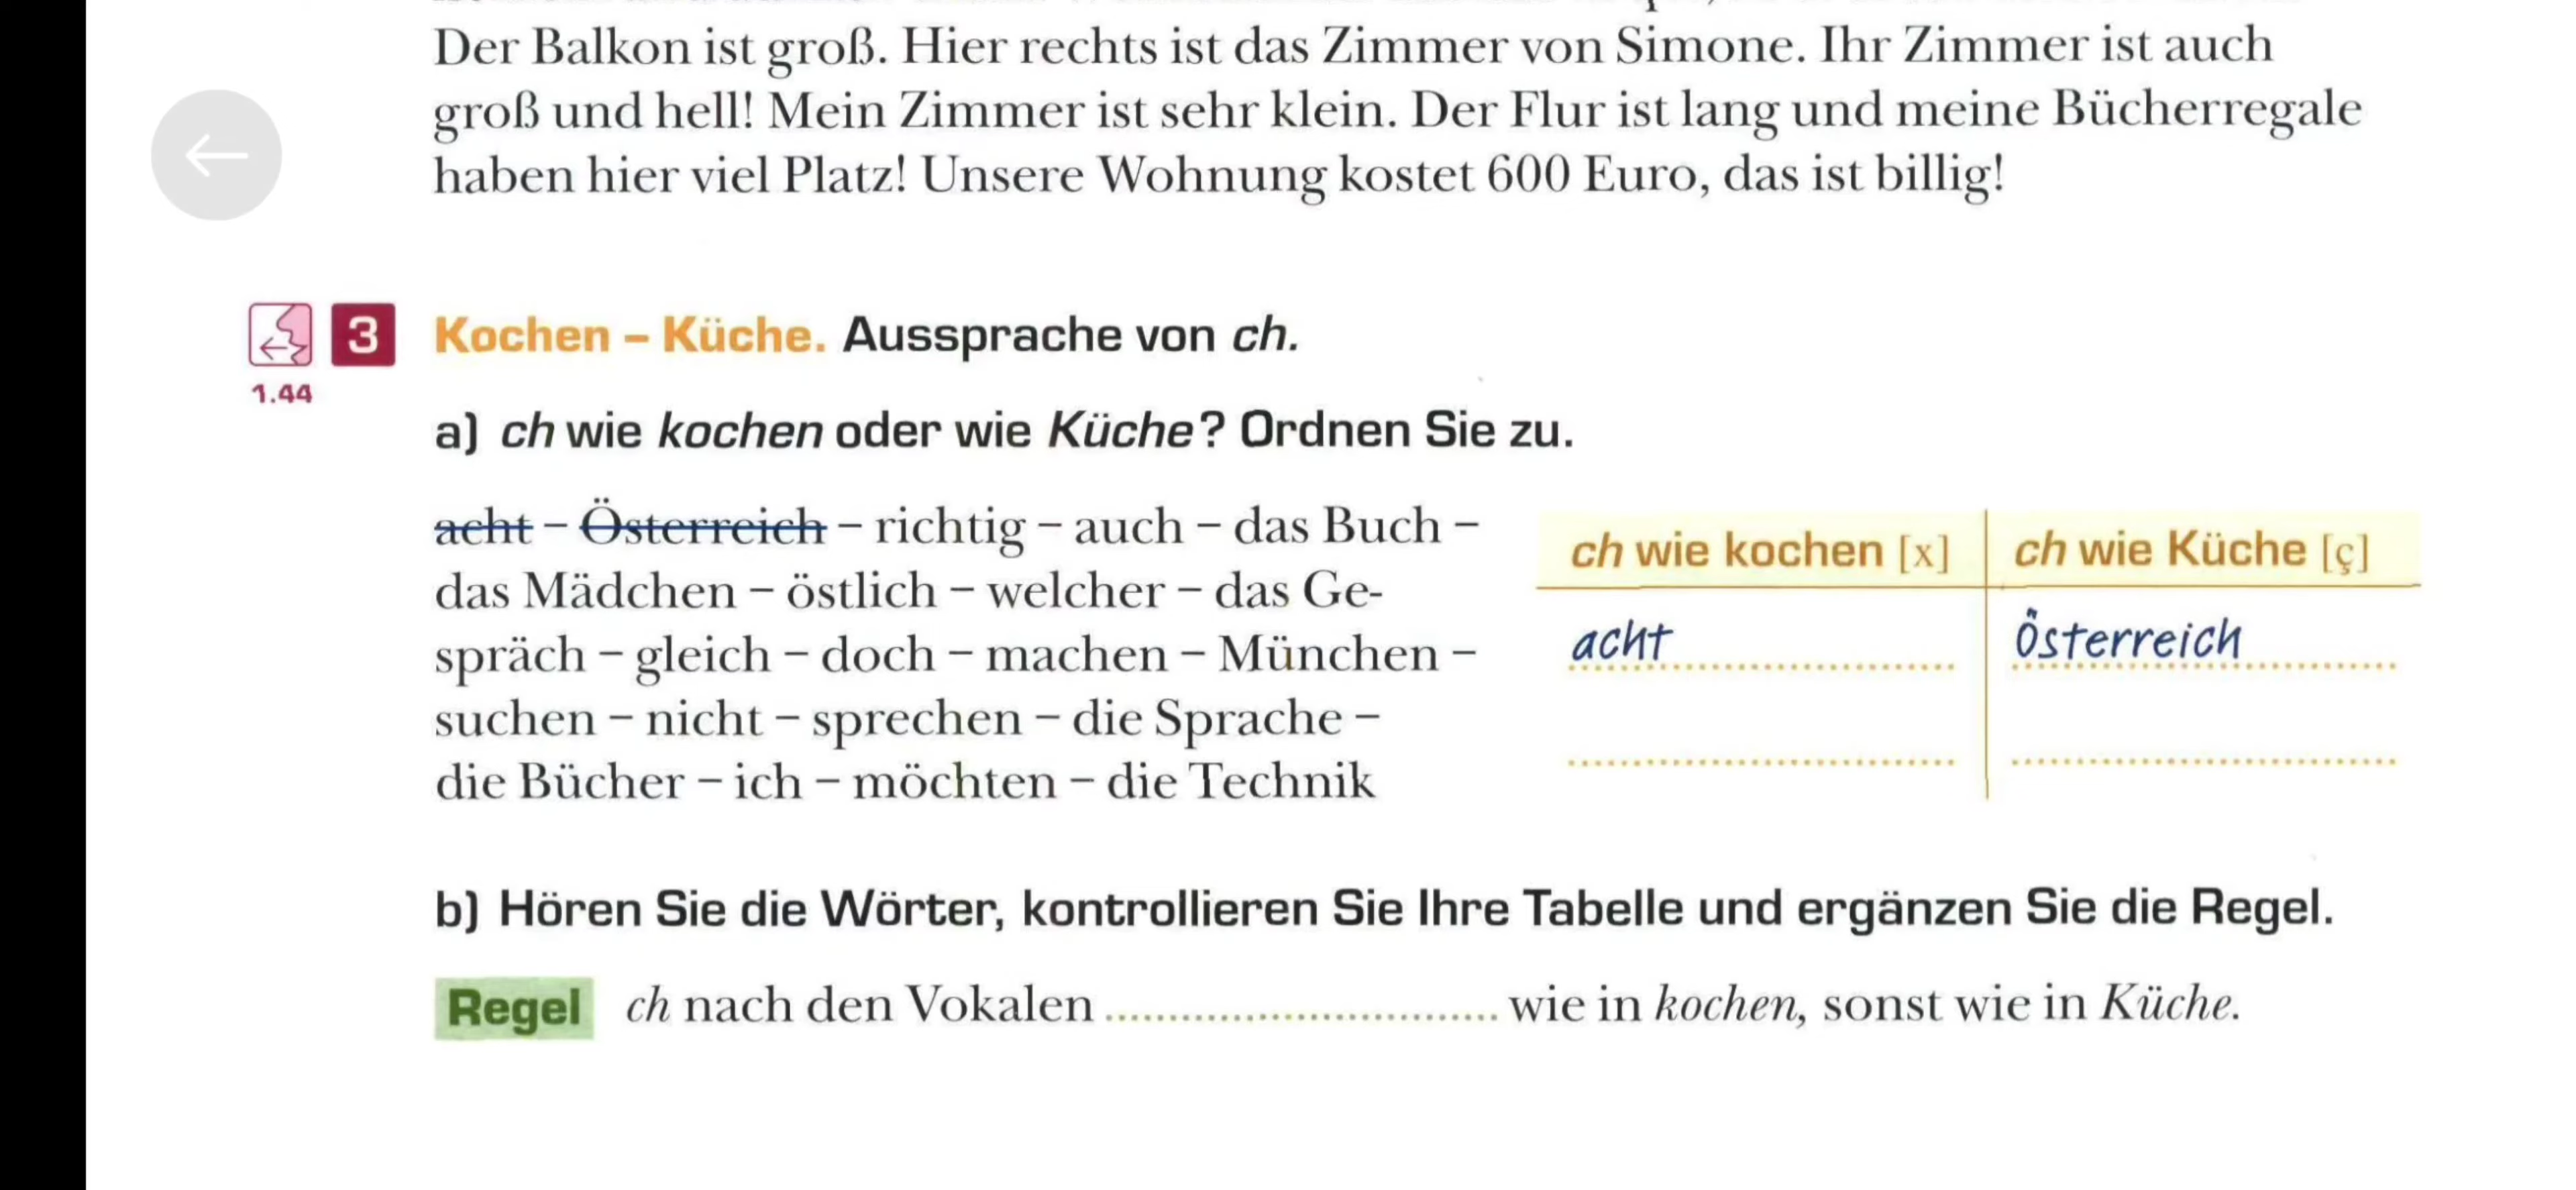 Der Balkon ist groß. Hier rechts ist das Zimmer von Simone. Ihr Zimmer ist auch
groß und hell! Mein Zimmer ist sehr klein. Der Flur ist lang und meine Bücherregale
haben hier viel Platz! Unsere Wohnung kostet 600 Euro, das ist billig!
3 Kochen – Küche. Aussprache von ch.
1.44
a) ch wie kochen oder wie Küche? Ordnen Sie zu.
acht – Österreich – richtig – auch – das Buch –
das Mädchen – östlich – welcher – das Ge-
spräch – gleich – doch – machen – München –
suchen – nicht – sprechen – die Sprache –
die Bücher – ich – möchten – die Technik
ch wie kochen [x] ch wie Küche [ç]
acht Österreich
b) Hören Sie die Wörter, kontrollieren Sie Ihre Tabelle und ergänzen Sie die Regel.
Regel ch nach den Vokalen .................................... wie in kochen, sonst wie in Küche.